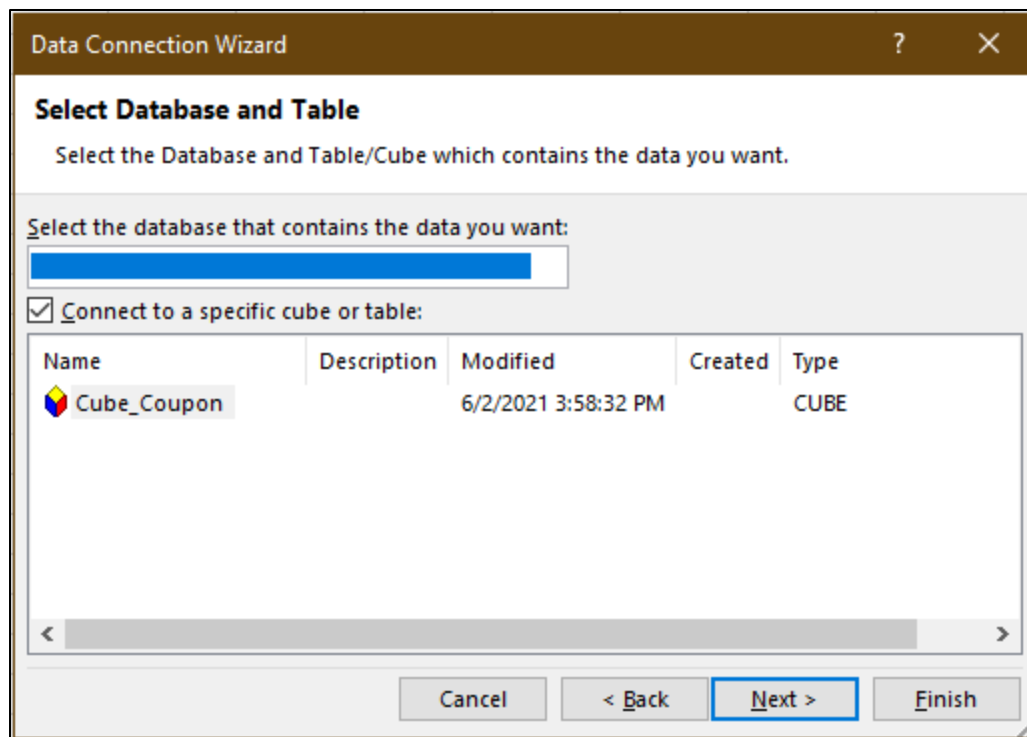 Data Connection Wizard ? ×
Select Database and Table
Select the Database and Table/Cube which contains the data you want.
Select the database that contains the data you want:
Connect to a specific cube or table:
Name Description Modified Created Type
Cube_Coupon 6/2/2021 3:58:32 PM CUBE
Cancel < Back Next > Finish